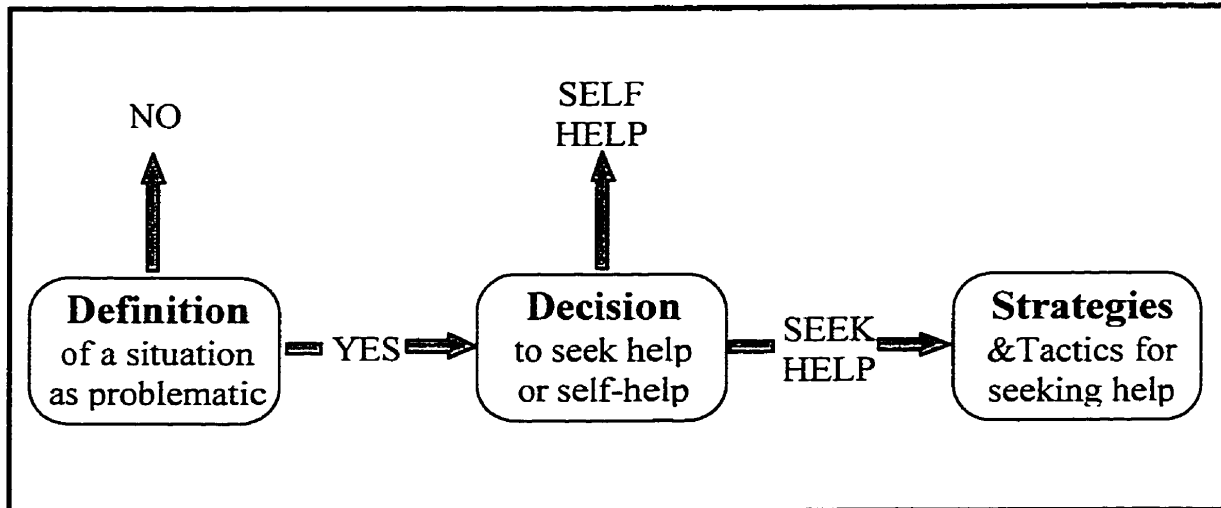 NO
SELF
HELP
Definition
of a situation
as problematic
YES
Decision
to seek help
or self-help
SEEK
HELP
Strategies
&Tactics for
seeking help